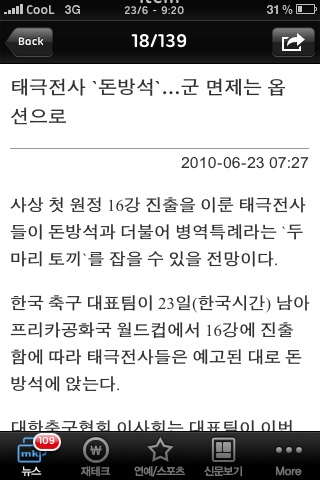 CooL 3G 23/6 - 9:20 31 %
Back 18/139
태극전사 `돈방석`…군 면제는 옵
션으로
2010-06-23 07:27
사상 첫 원정 16강 진출을 이룬 태극전사
들이 돈방석과 더불어 병역특례라는 `두
마리 토끼`를 잡을 수 있을 전망이다.
한국 축구 대표팀이 23일(한국시간) 남아
프리카공화국 월드컵에서 16강에 진출
함에 따라 태극전사들은 예고된 대로 돈
방석에 앉는다.
대한축구협회 이사회는 대표팀이 이번
mk 109
뉴스 재테크 연예/스포츠 신문보기 More